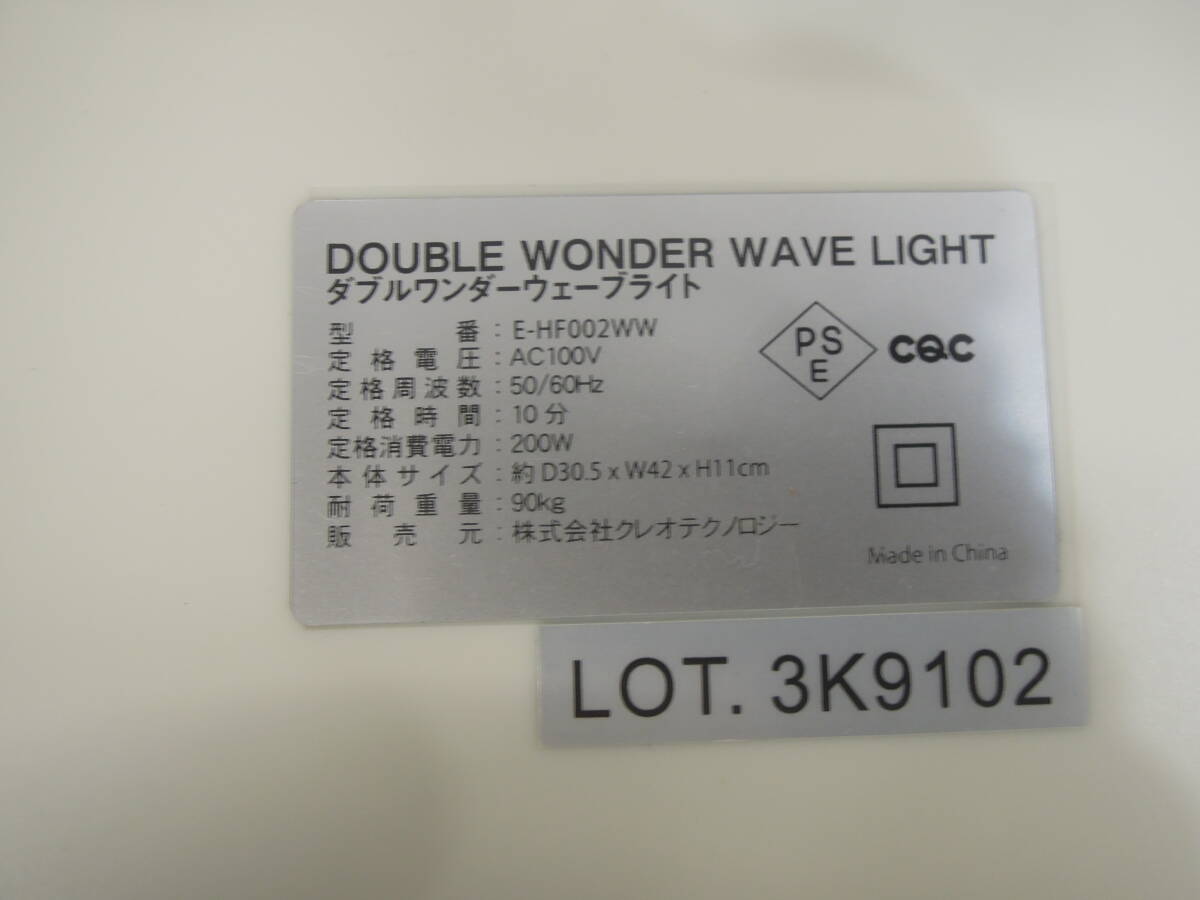 DOUBLE WONDER WAVE LIGHT
ダブルワンダーウェーブライト
型番：E-HF002WW
定格電圧：AC100V
定格周波数：50/60Hz
定格時間：10分
定格消費電力：200W
本体サイズ：約 D30.5 x W42 x H11cm
耐荷重量：90kg
販売元：株式会社クレオテクノロジー
PS
E
CQC
Made in China
LOT. 3K9102